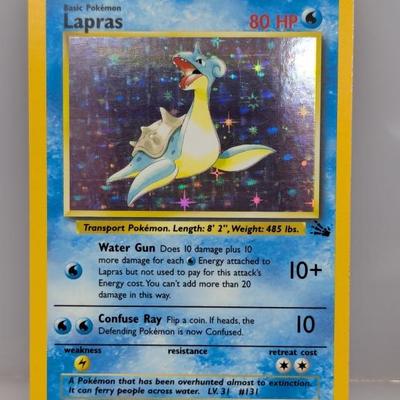 Basic Pokémon
Lapras 80 HP
Transport Pokémon. Length: 8' 2", Weight: 485 lbs.
Water Gun Does 10 damage plus 10
more damage for each Energy attached to
Lapras but not used to pay for this attack's
Energy cost. You can't add more than 20
damage in this way.
10+
Confuse Ray Flip a coin. If heads, the
Defending Pokémon is now Confused.
10
weakness resistance retreat cost
A Pokémon that has been overhunted almost to extinction.
It can ferry people across water. LV. 31 #131